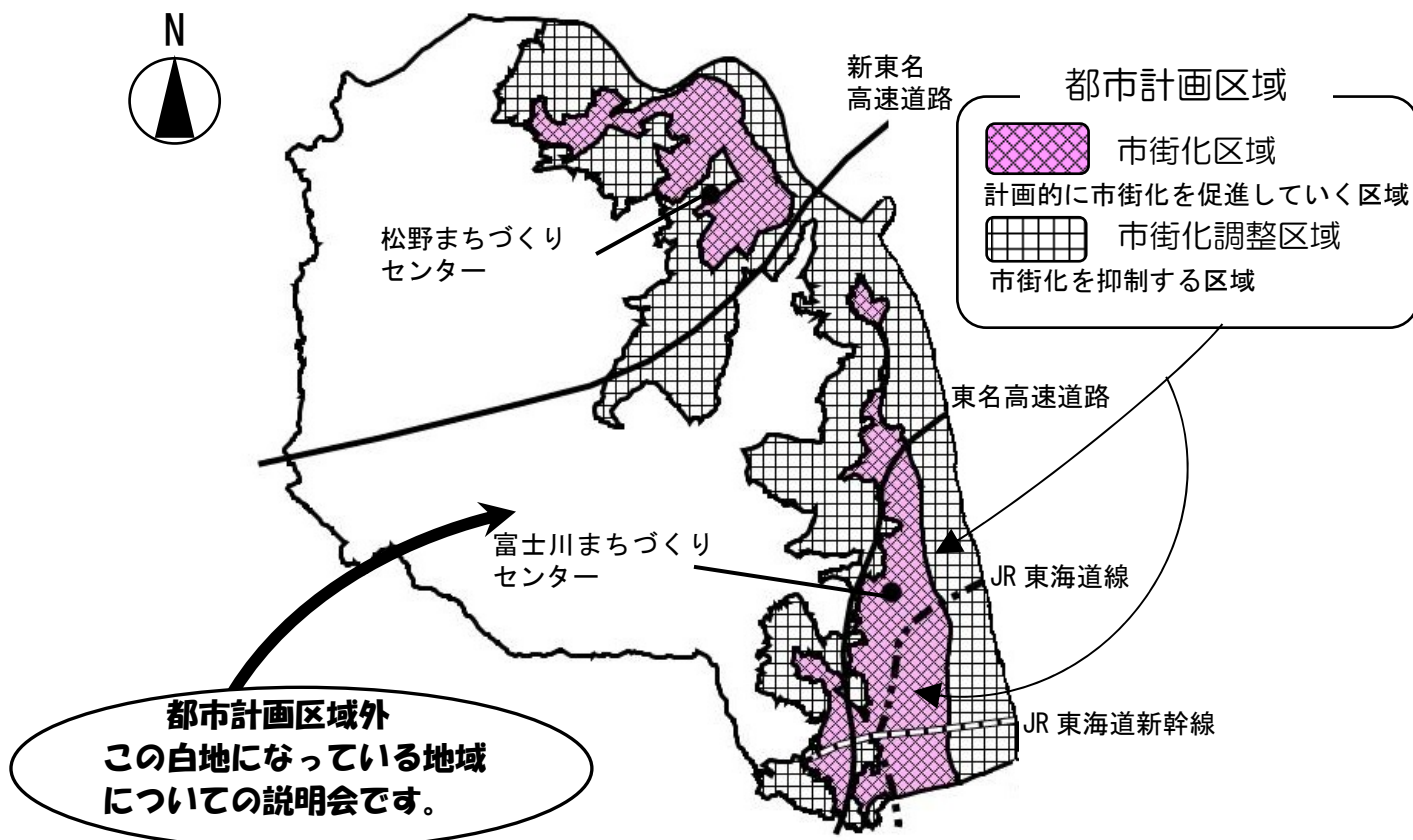 N
新東名
高速道路
都市計画区域
市街化区域
計画的に市街化を促進していく区域
市街化調整区域
市街化を抑制する区域
松野まちづくり
センター
東名高速道路
富士川まちづくり
センター
JR 東海道線
JR 東海道新幹線
都市計画区域外
この白地になっている地域
についての説明会です。